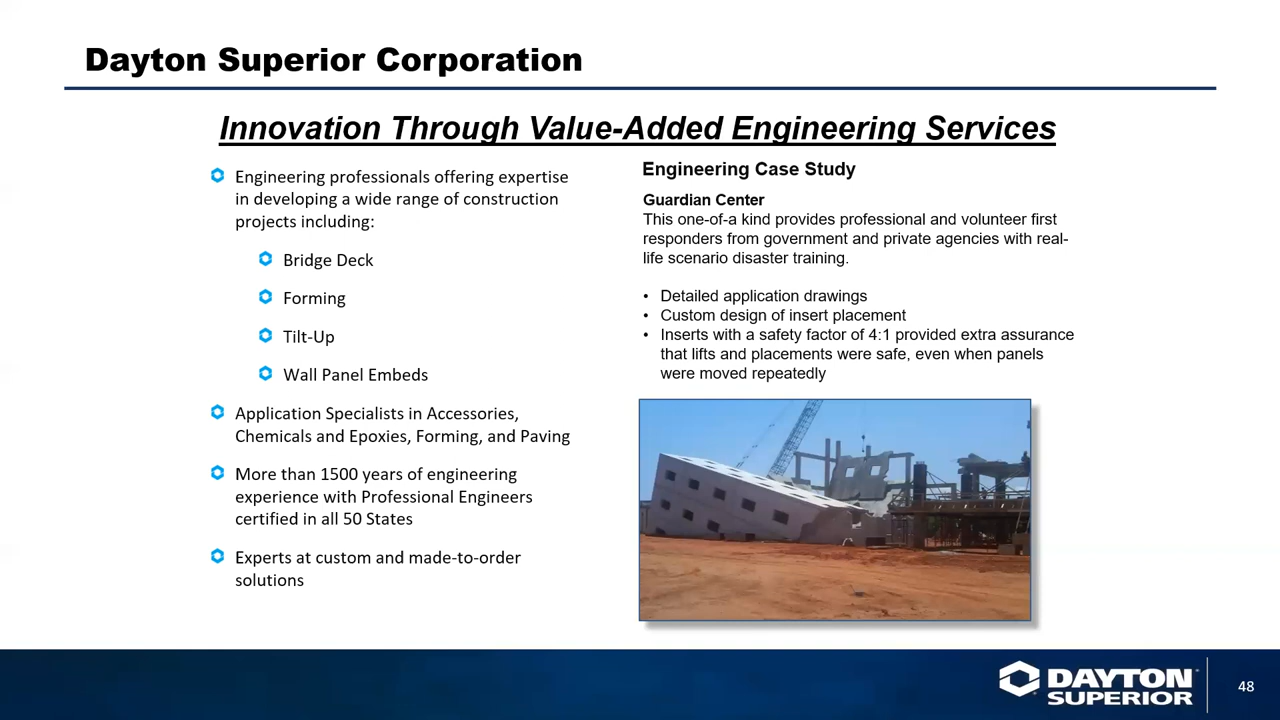 Dayton Superior Corporation
Innovation Through Value-Added Engineering Services
Engineering professionals offering expertise
in developing a wide range of construction
projects including:
Bridge Deck
Forming
Tilt-Up
Wall Panel Embeds
Application Specialists in Accessories,
Chemicals and Epoxies, Forming, and Paving
More than 1500 years of engineering
experience with Professional Engineers
certified in all 50 States
Experts at custom and made-to-order
solutions
Engineering Case Study
Guardian Center
This one-of-a kind provides professional and volunteer first
responders from government and private agencies with real-
life scenario disaster training.
• Detailed application drawings
• Custom design of insert placement
• Inserts with a safety factor of 4:1 provided extra assurance
that lifts and placements were safe, even when panels
were moved repeatedly
DAYTON
SUPERIOR
48